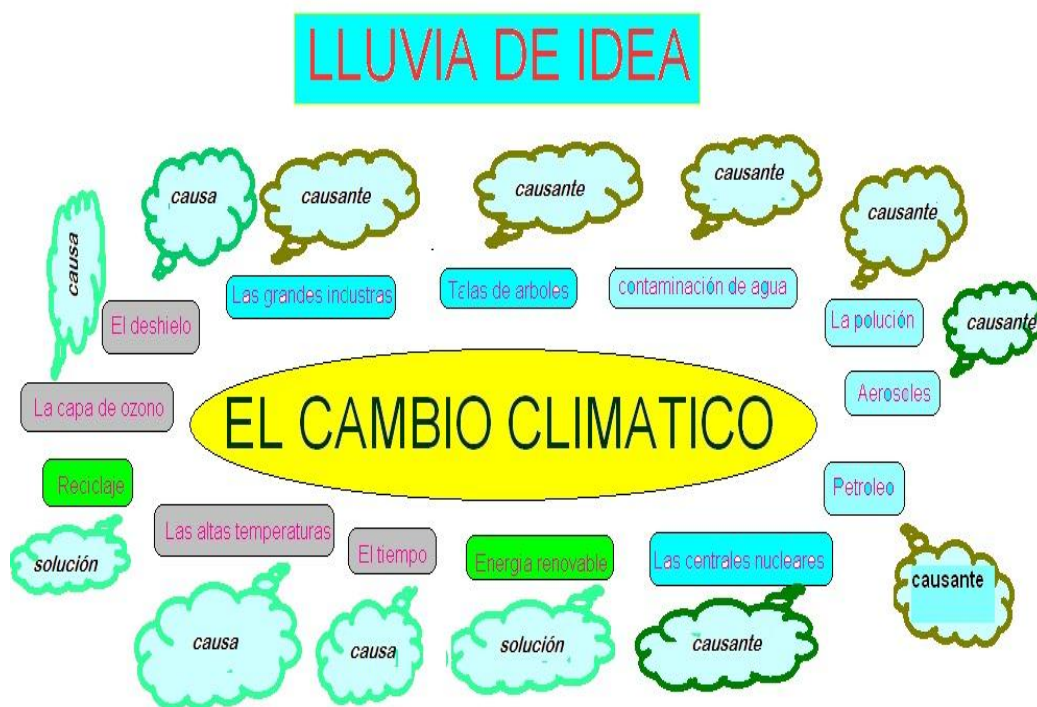 LLUVIA DE IDEA
causa
causante
causante
causante
causante
causa
causante
Las grandes incustras
Talas de arboles
contaminación de agua
El deshielo
La polución
La capa de ozono
Aerosoles
EL CAMBIO CLIMATICO
Reciclaje
Petroleo
Las altas temperaturas
El tiempo
Energia renovable
Las centrales nucleares
solución
causante
causa
causa
solución
causante